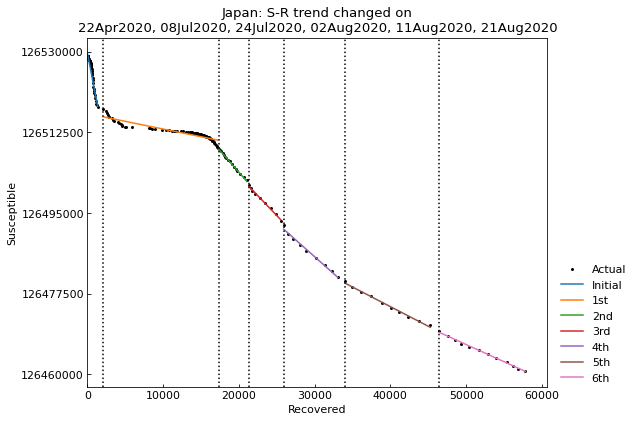 Japan: S-R trend changed on
22Apr2020, 08Jul2020, 24Jul2020, 02Aug2020, 11Aug2020, 21Aug2020
126530000
126512500
126495000
126477500
126460000
Susceptible
0
10000
20000
30000
40000
50000
60000
Recovered
Actual
Initial
1st
2nd
3rd
4th
5th
6th